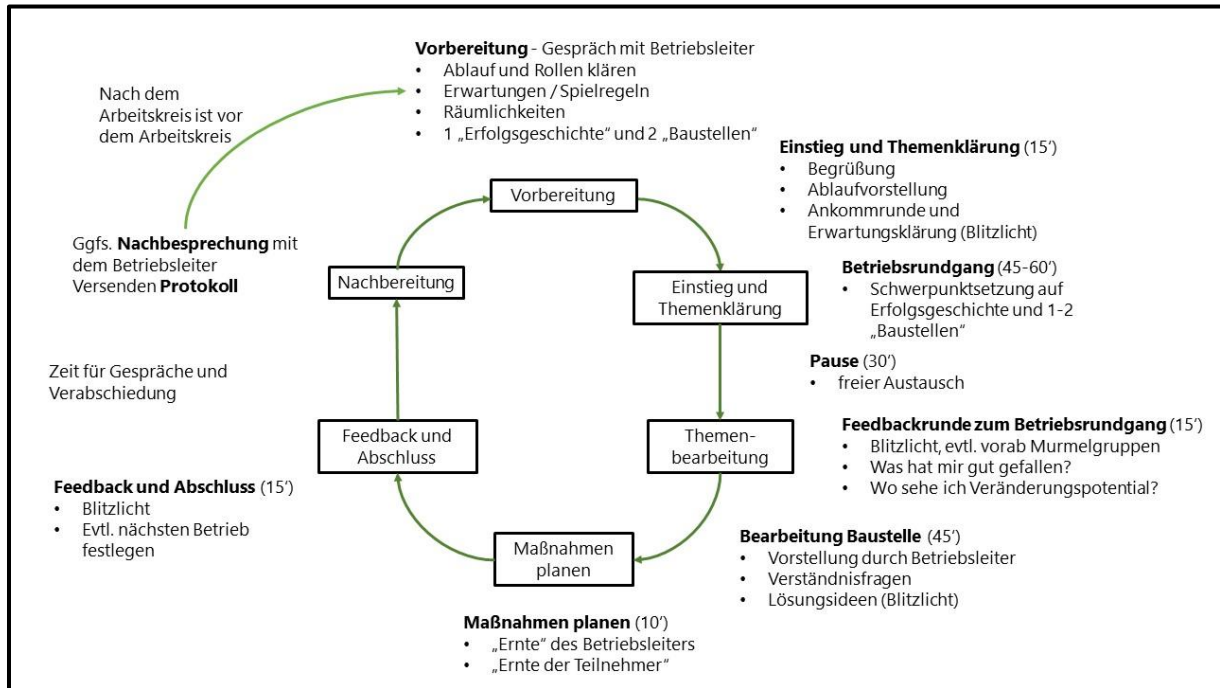 Vorbereitung - Gespräch mit Betriebsleiter
• Ablauf und Rollen klären
• Erwartungen / Spielregeln
• Räumlichkeiten
• 1 „Erfolgsgeschichte“ und 2 „Baustellen“
Nach dem
Arbeitskreis ist vor
dem Arbeitskreis
Einstieg und Themenklärung (15’)
• Begrüßung
• Ablaufvorstellung
• Ankommrunde und
Erwartungsklärung (Blitzlicht)
Vorbereitung
Ggfs. Nachbesprechung mit
dem Betriebsleiter
Versenden Protokoll
Nachbereitung
Einstieg und
Themenklärung
Betriebsrundgang (45-60’)
• Schwerpunktsetzung auf
Erfolgsgeschichte und 1-2
„Baustellen“
Pause (30’)
• freier Austausch
Zeit für Gespräche und
Verabschiedung
Feedback und
Abschluss
Themen-
bearbeitung
Feedbackrunde zum Betriebsrundgang (15’)
• Blitzlicht, evtl. vorab Murmelgruppen
• Was hat mir gut gefallen?
• Wo sehe ich Veränderungspotential?
Feedback und Abschluss (15’)
• Blitzlicht
• Evtl. nächsten Betrieb
festlegen
Maßnahmen
planen
Bearbeitung Baustelle (45’)
• Vorstellung durch Betriebsleiter
• Verständnisfragen
• Lösungsideen (Blitzlicht)
Maßnahmen planen (10’)
• „Ernte“ des Betriebsleiters
• „Ernte der Teilnehmer“